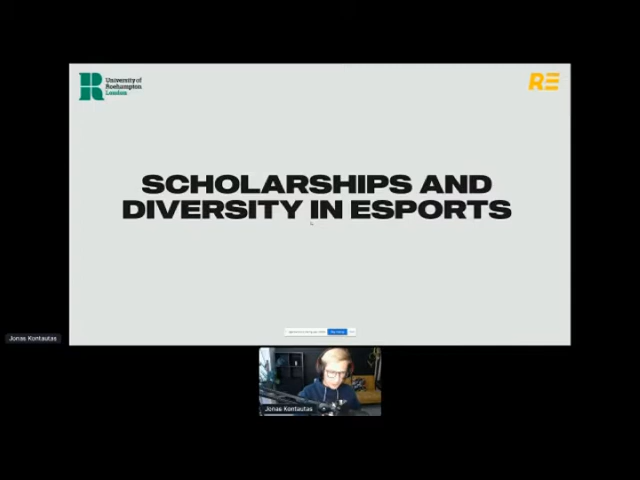 University of
Roehampton
London
RE
SCHOLARSHIPS AND
DIVERSITY IN ESPORTS
Jonas Kontautas
Jonas Kontautas